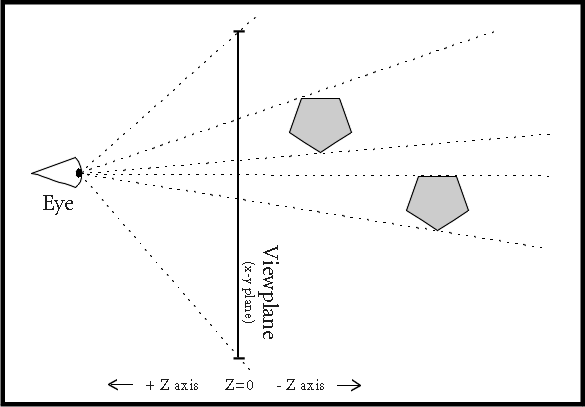 Eye
Viewplane
(x-y plane)
+ Z axis Z=0 - Z axis